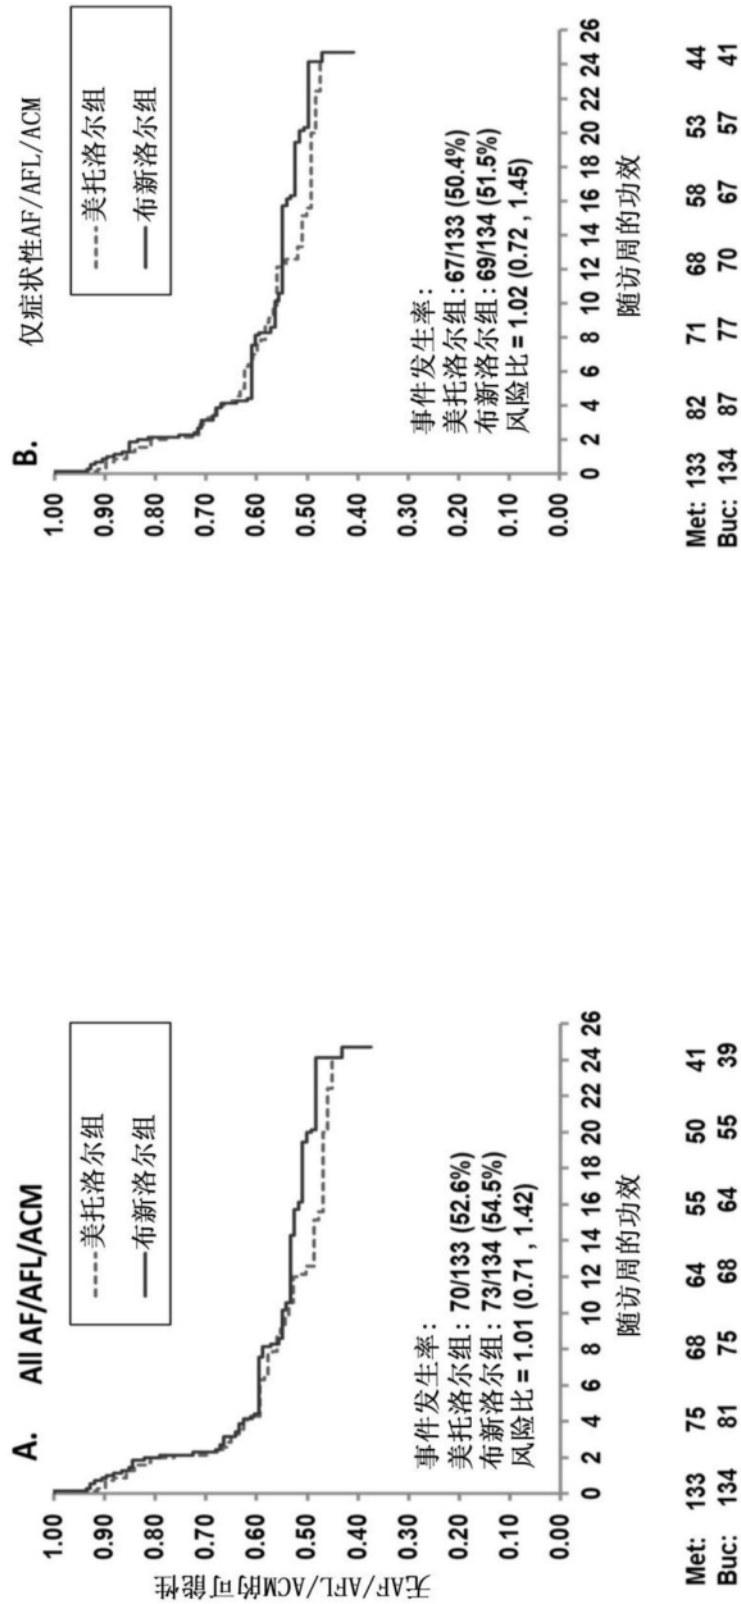 A. All AF/AFL/ACM
美托洛尔组
布新洛尔组
无AF/AFL/ACM的可能性
1.00
0.90
0.80
0.70
0.60
0.50
0.40
0.30
0.20
0.10
0.00
事件发生率：
美托洛尔组：70/133 (52.6%)
布新洛尔组：73/134 (54.5%)
风险比 = 1.01 (0.71 , 1.42)
0 2 4 6 8 10 12 14 16 18 20 22 24 26
随访周的功效
Met: 133 75 68 64 55 50 41
Buc: 134 81 75 68 64 55 39
B. 仅症状性AF/AFL/ACM
美托洛尔组
布新洛尔组
1.00
0.90
0.80
0.70
0.60
0.50
0.40
0.30
0.20
0.10
0.00
事件发生率：
美托洛尔组：67/133 (50.4%)
布新洛尔组：69/134 (51.5%)
风险比 = 1.02 (0.72 , 1.45)
0 2 4 6 8 10 12 14 16 18 20 22 24 26
随访周的功效
Met: 133 82 71 68 58 53 44
Buc: 134 87 77 70 67 57 41